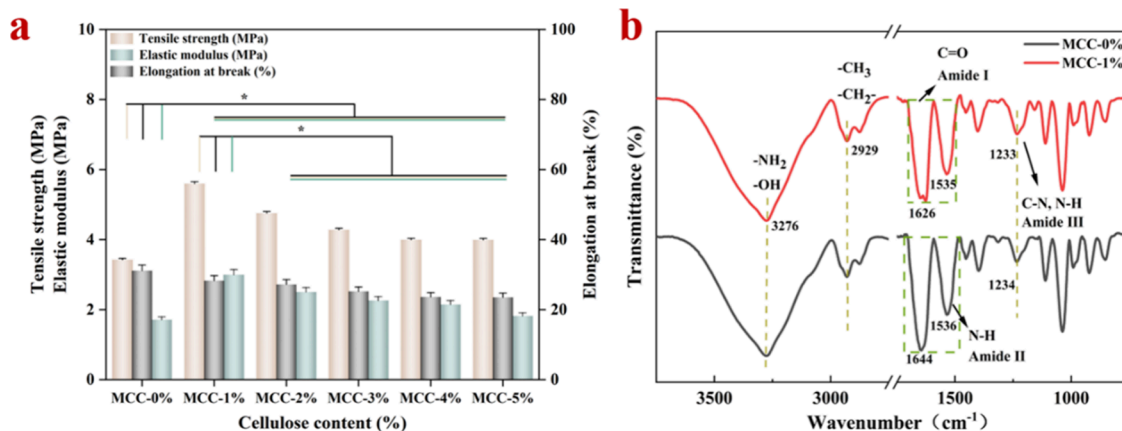 a
Tensile strength (MPa)
Elastic modulus (MPa)
Elongation at break (%)
*
*
10
8
6
4
2
0
100
80
60
40
20
0
Tensile strength (MPa)
Elastic modulus (MPa)
Elongation at break (%)
MCC-0% MCC-1% MCC-2% MCC-3% MCC-4% MCC-5%
Cellulose content (%)
b
MCC-0%
MCC-1%
C=O
Amide I
-CH3
-CH2-
2929
-NH2
-OH
3276
1535
1626
1233
C-N, N-H
Amide III
1234
1536
N-H
Amide II
1644
Transmittance (%)
3500 3000 2000 1500 1000
Wavenumber（cm⁻¹）